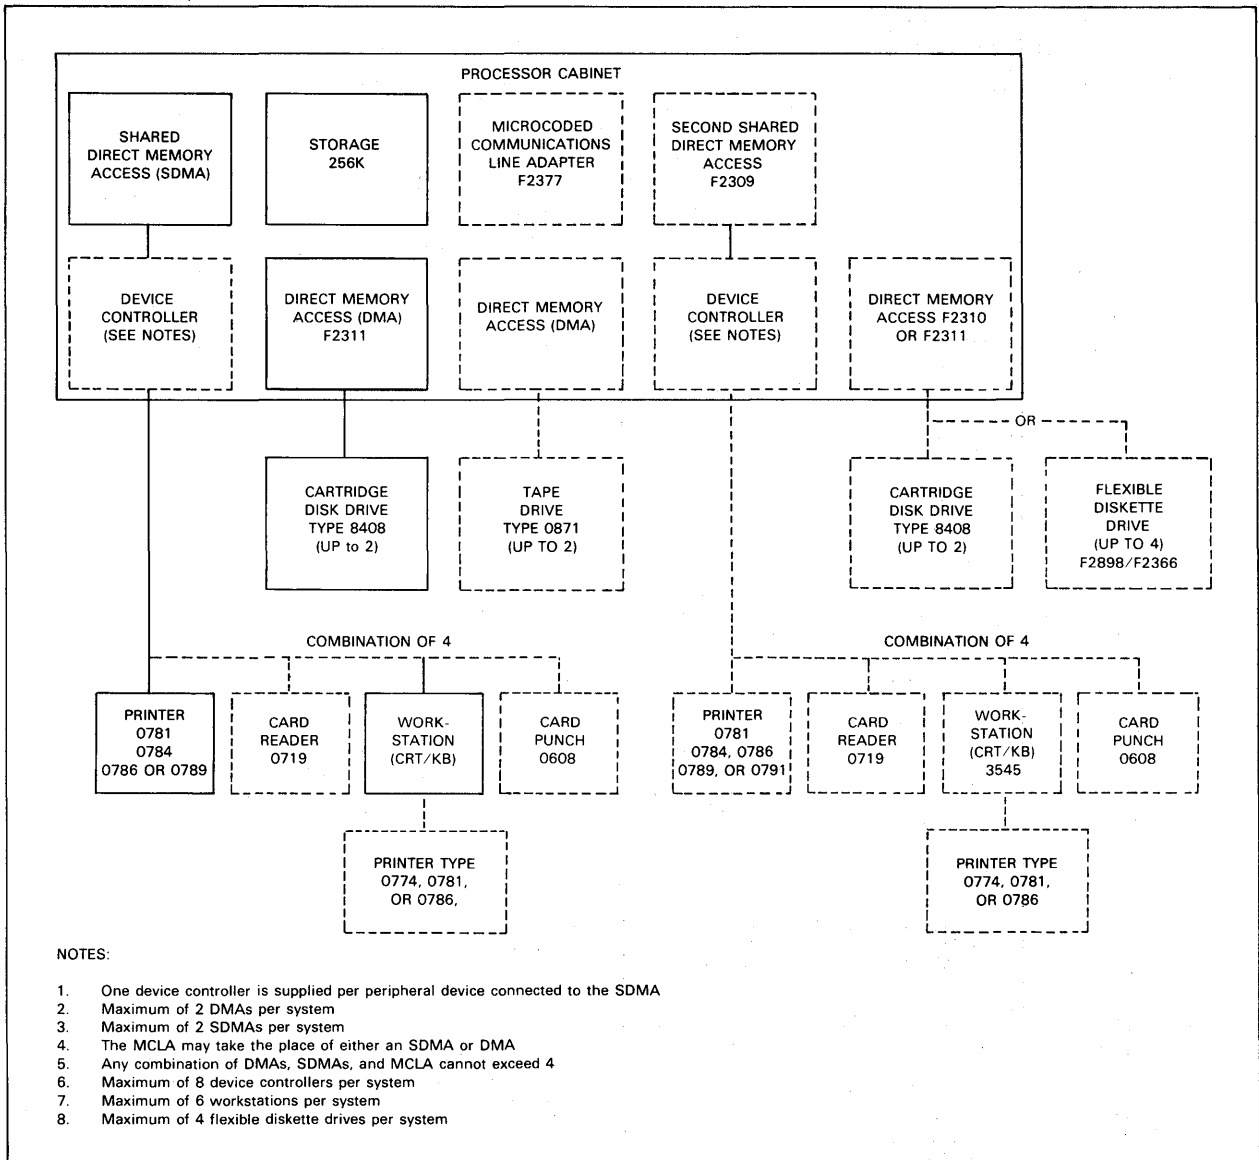 PROCESSOR CABINET
SHARED
DIRECT MEMORY
ACCESS (SDMA)
STORAGE
256K
MICROCODED
COMMUNICATIONS
LINE ADAPTER
F2377
SECOND SHARED
DIRECT MEMORY
ACCESS
F2309
DEVICE
CONTROLLER
(SEE NOTES)
DIRECT MEMORY
ACCESS (DMA)
F2311
DIRECT MEMORY
ACCESS (DMA)
DEVICE
CONTROLLER
(SEE NOTES)
DIRECT MEMORY
ACCESS F2310
OR F2311
OR
CARTRIDGE
DISK DRIVE
TYPE 8408
(UP to 2)
TAPE
DRIVE
TYPE 0871
(UP TO 2)
CARTRIDGE
DISK DRIVE
TYPE 8408
(UP TO 2)
FLEXIBLE
DISKETTE
DRIVE
(UP TO 4)
F2898/F2366
COMBINATION OF 4
COMBINATION OF 4
PRINTER
0781
0784
0786 OR 0789
CARD
READER
0719
WORK-
STATION
(CRT/KB)
CARD
PUNCH
0608
PRINTER
0781
0784, 0786
0789, OR 0791
CARD
READER
0719
WORK-
STATION
(CRT/KB)
3545
CARD
PUNCH
0608
PRINTER TYPE
0774, 0781,
OR 0786,
PRINTER TYPE
0774, 0781,
OR 0786
NOTES:
1. One device controller is supplied per peripheral device connected to the SDMA
2. Maximum of 2 DMAs per system
3. Maximum of 2 SDMAs per system
4. The MCLA may take the place of either an SDMA or DMA
5. Any combination of DMAs, SDMAs, and MCLA cannot exceed 4
6. Maximum of 8 device controllers per system
7. Maximum of 6 workstations per system
8. Maximum of 4 flexible diskette drives per system